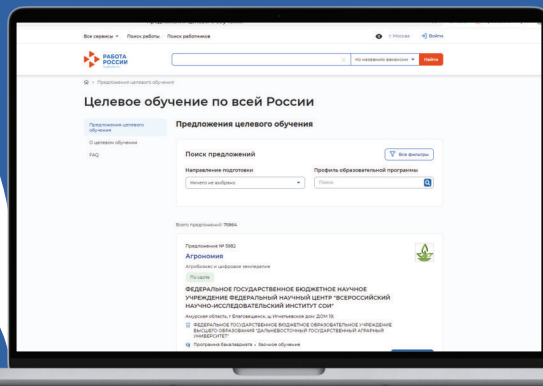 Все сервисы Поиск работы Поиск работников г Москва Войти
РАБОТА
РОССИИ
по названию вакансии Найти
> Предложения целевого обучения
Целевое обучение по всей России
Предложения целевого
обучения
О целевом обучении
FAQ
Предложения целевого обучения
Поиск предложений Все фильтры
Направление подготовки Профиль образовательной программы
Ничего не выбрано Поиск
Всего предложений: 75964
Предложение № 5982
Агрономия
Агробизнес и цифровое земледелие
По квоте
ФЕДЕРАЛЬНОЕ ГОСУДАРСТВЕННОЕ БЮДЖЕТНОЕ НАУЧНОЕ
УЧРЕЖДЕНИЕ ФЕДЕРАЛЬНЫЙ НАУЧНЫЙ ЦЕНТР "ВСЕРОССИЙСКИЙ
НАУЧНО-ИССЛЕДОВАТЕЛЬСКИЙ ИНСТИТУТ СОИ"
Амурская область, г Благовещенск, ш Игнатьевское дом: ДОМ 19;
ФЕДЕРАЛЬНОЕ ГОСУДАРСТВЕННОЕ БЮДЖЕТНОЕ ОБРАЗОВАТЕЛЬНОЕ УЧРЕЖДЕНИЕ
ВЫСШЕГО ОБРАЗОВАНИЯ "ДАЛЬНЕВОСТОЧНЫЙ ГОСУДАРСТВЕННЫЙ АГРАРНЫЙ
УНИВЕРСИТЕТ"
Программа бакалавриата • Заочное обучение